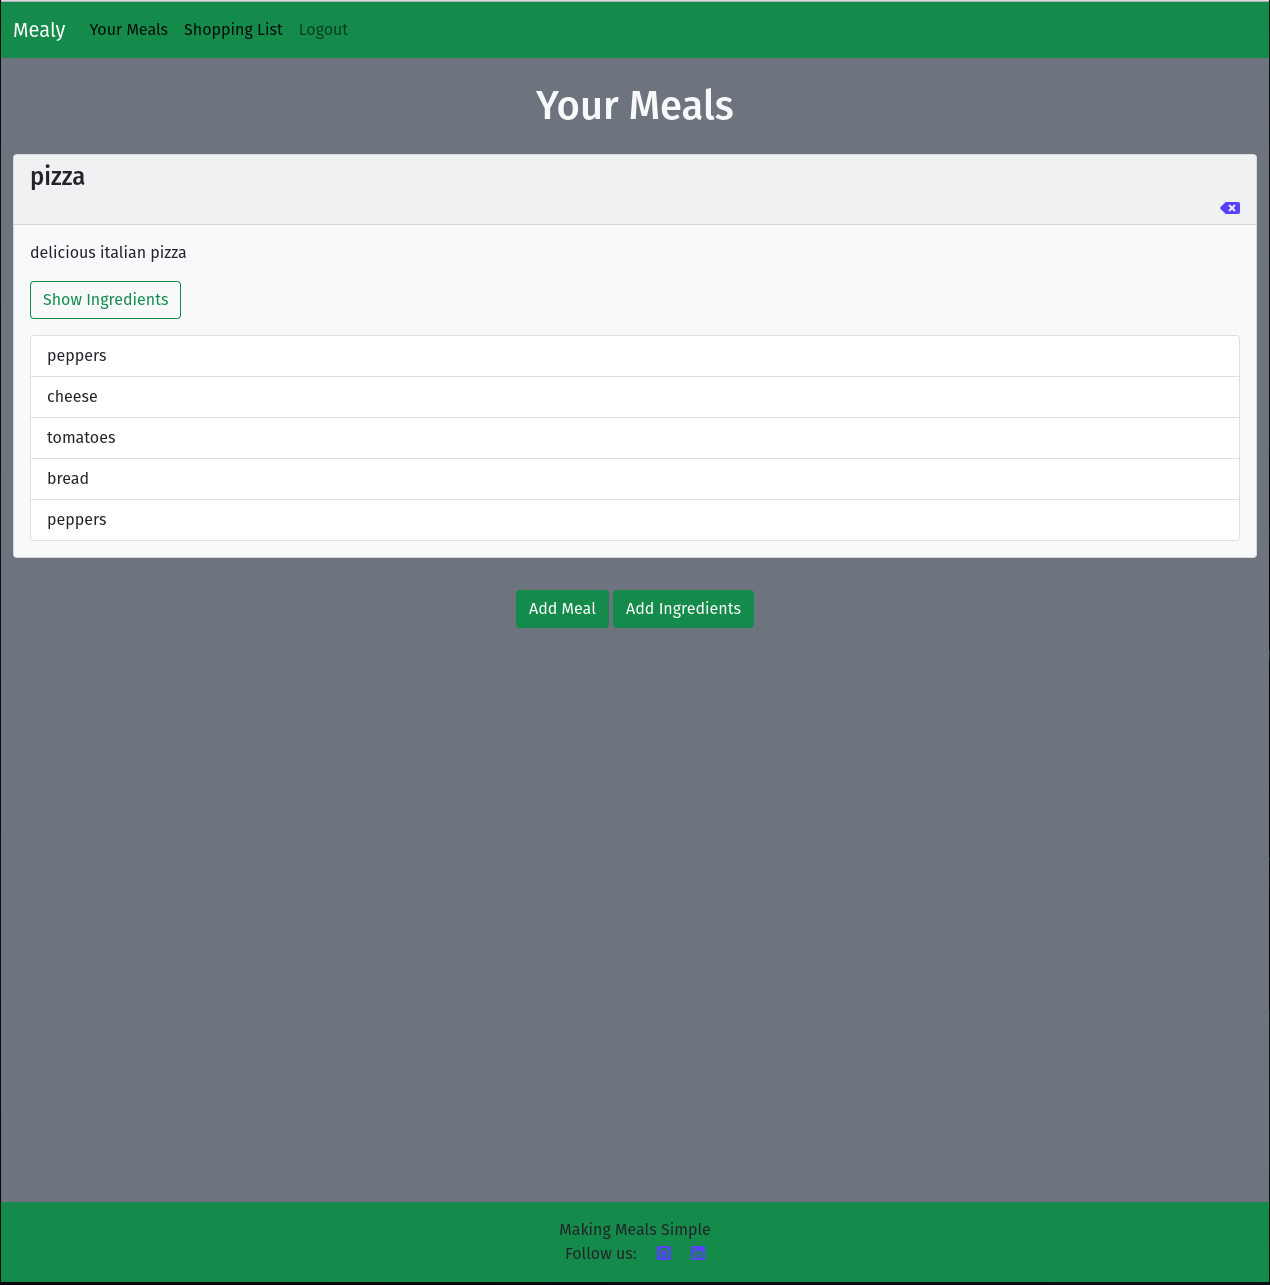 Mealy Your Meals Shopping List Logout
Your Meals
pizza
delicious italian pizza
Show Ingredients
peppers
cheese
tomatoes
bread
peppers
Add Meal Add Ingredients
Making Meals Simple
Follow us: